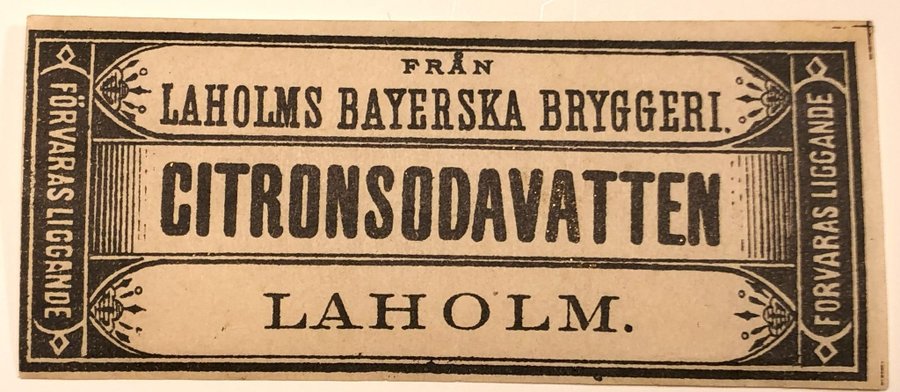 FRÅN
LAHOLMS BAYERSKA BRYGGERI.
CITRONSODAVATTEN
LAHOLM.
FÖRVARAS LIGGANDE
FÖRVARAS LIGGANDE